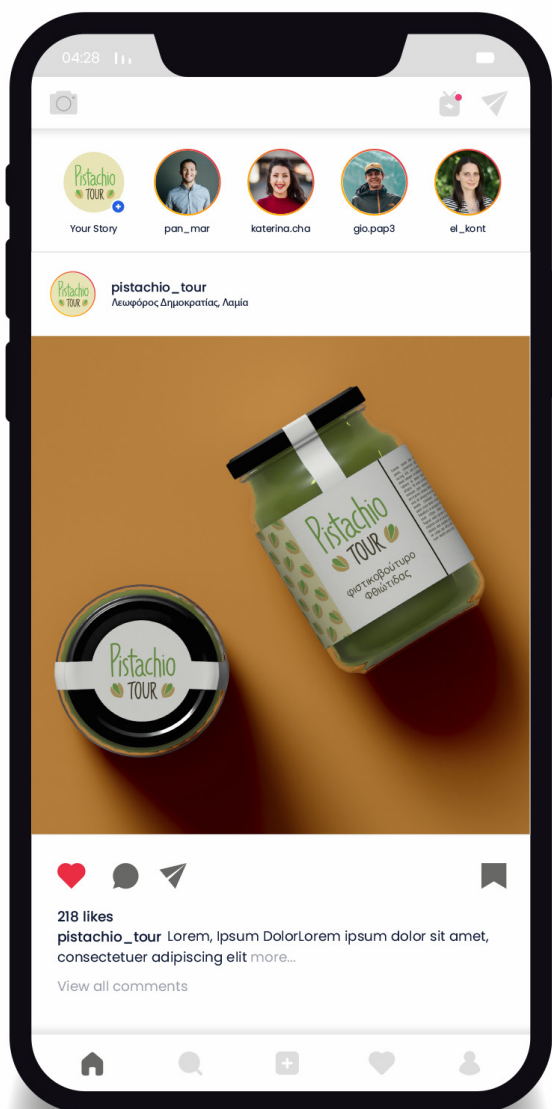 04:28
Pistachio
TOUR
Your Story
pan_mar
katerina.cha
gio.pap3
el_kont
Pistachio
TOUR
pistachio_tour
Λεωφόρος Δημοκρατίας, Λαμία
Pistachio
TOUR
φιστικοβούτυρο
Φθιώτιδας
Pistachio
TOUR
218 likes
pistachio_tour Lorem, Ipsum DolorLorem ipsum dolor sit amet,
consectetuer adipiscing elit more...
View all comments